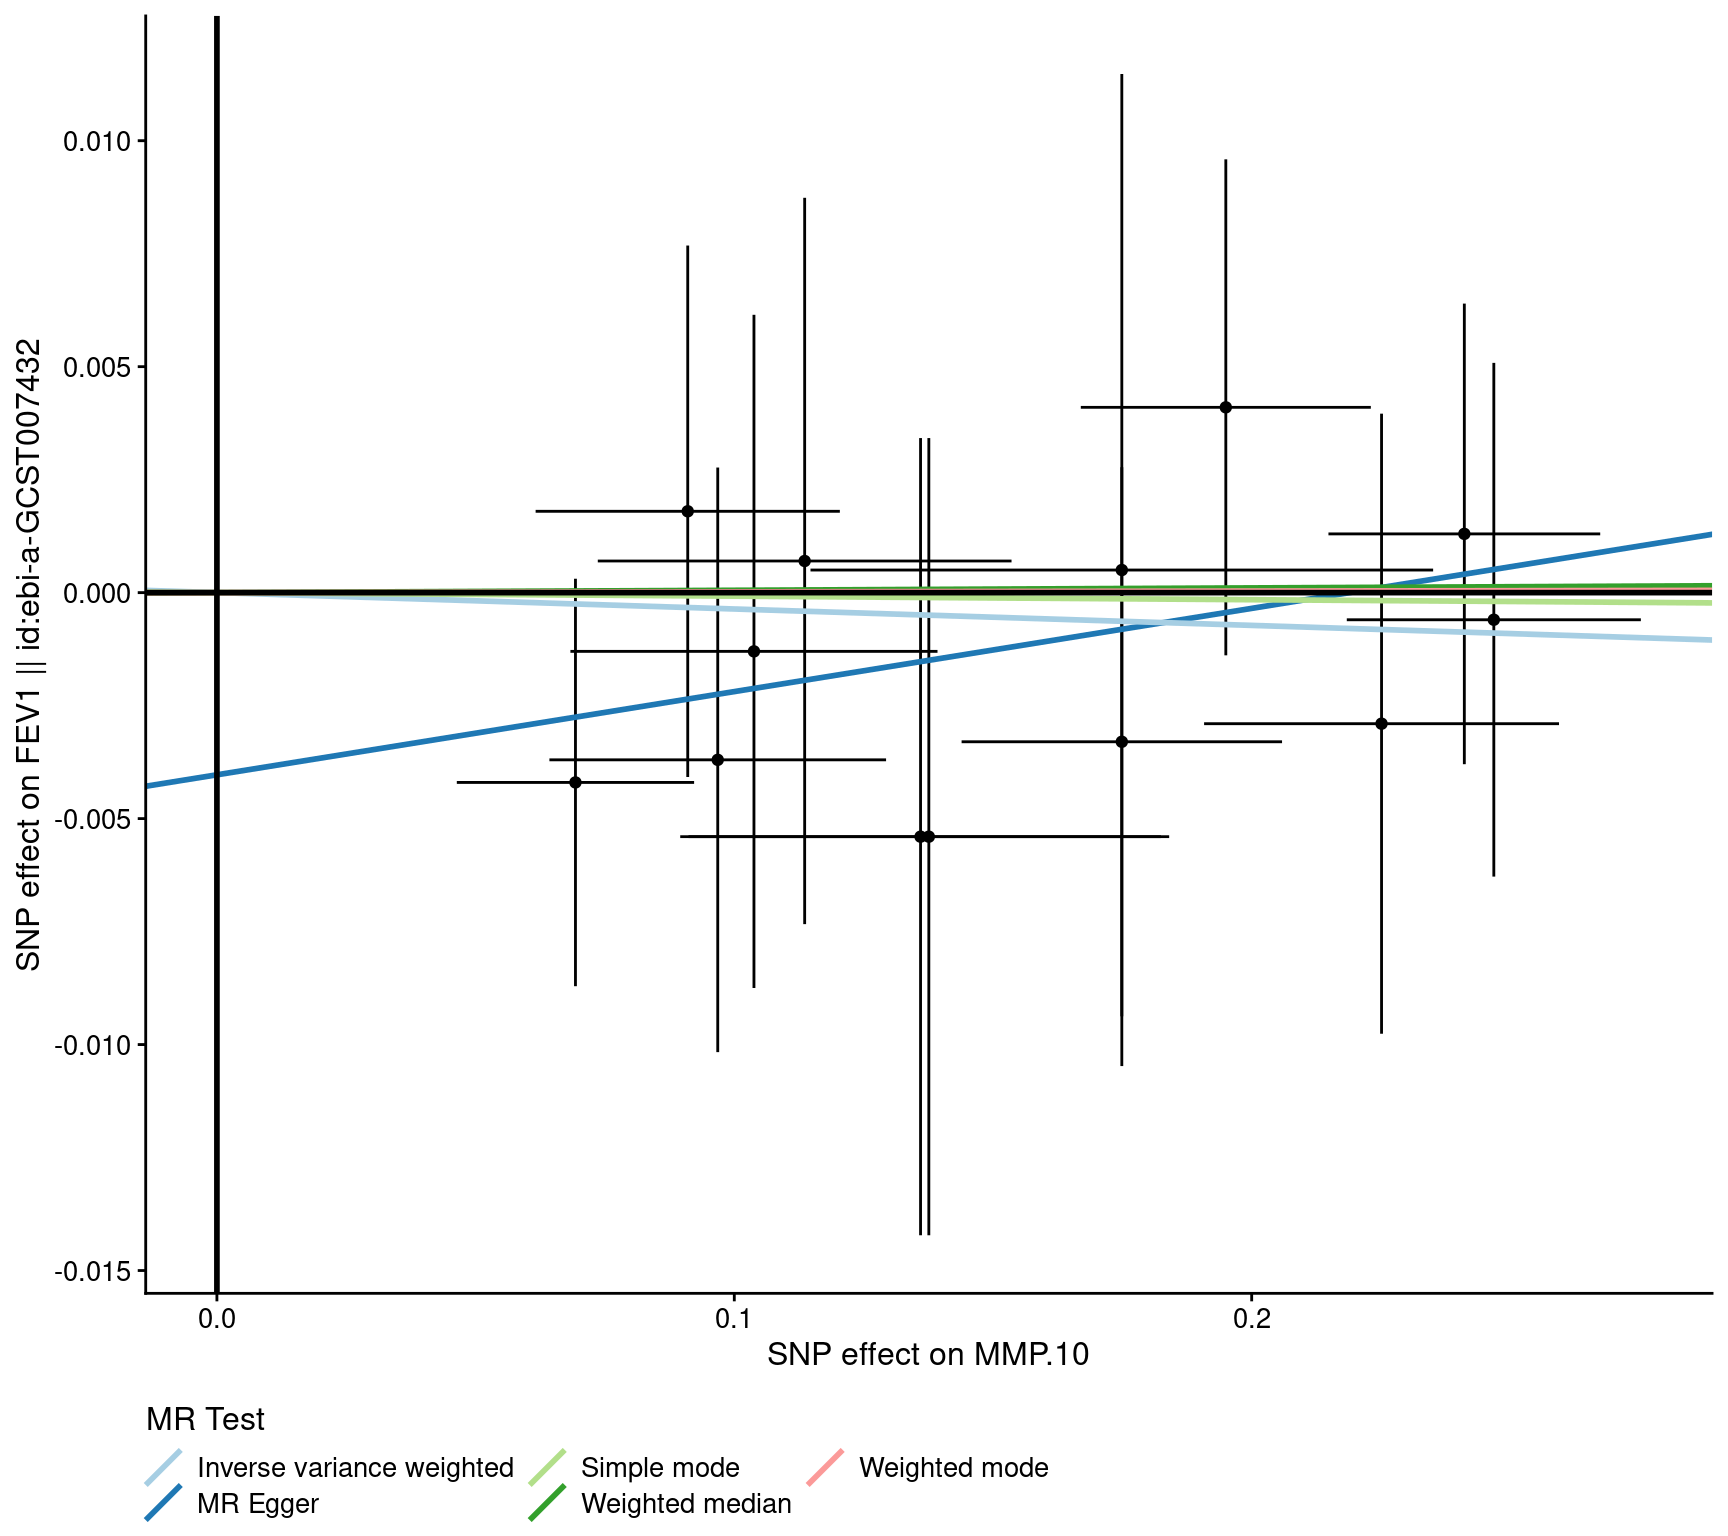 0.010
0.005
0.000
-0.005
-0.010
-0.015
SNP effect on FEV1 || id:ebi-a-GCST007432
0.0 0.1 0.2
SNP effect on MMP.10
MR Test
Inverse variance weighted Simple mode Weighted mode
MR Egger Weighted median